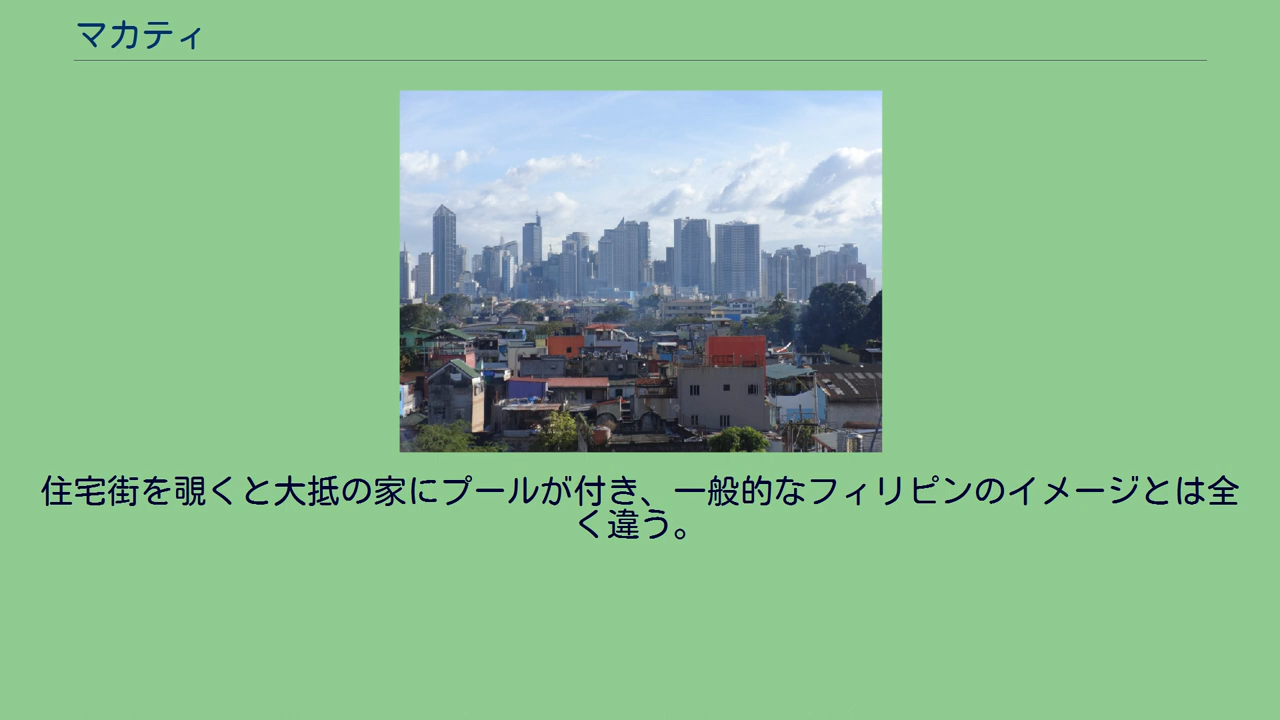 マカティ
住宅街を覗くと大抵の家にプールが付き、一般的なフィリピンのイメージとは全
く違う。